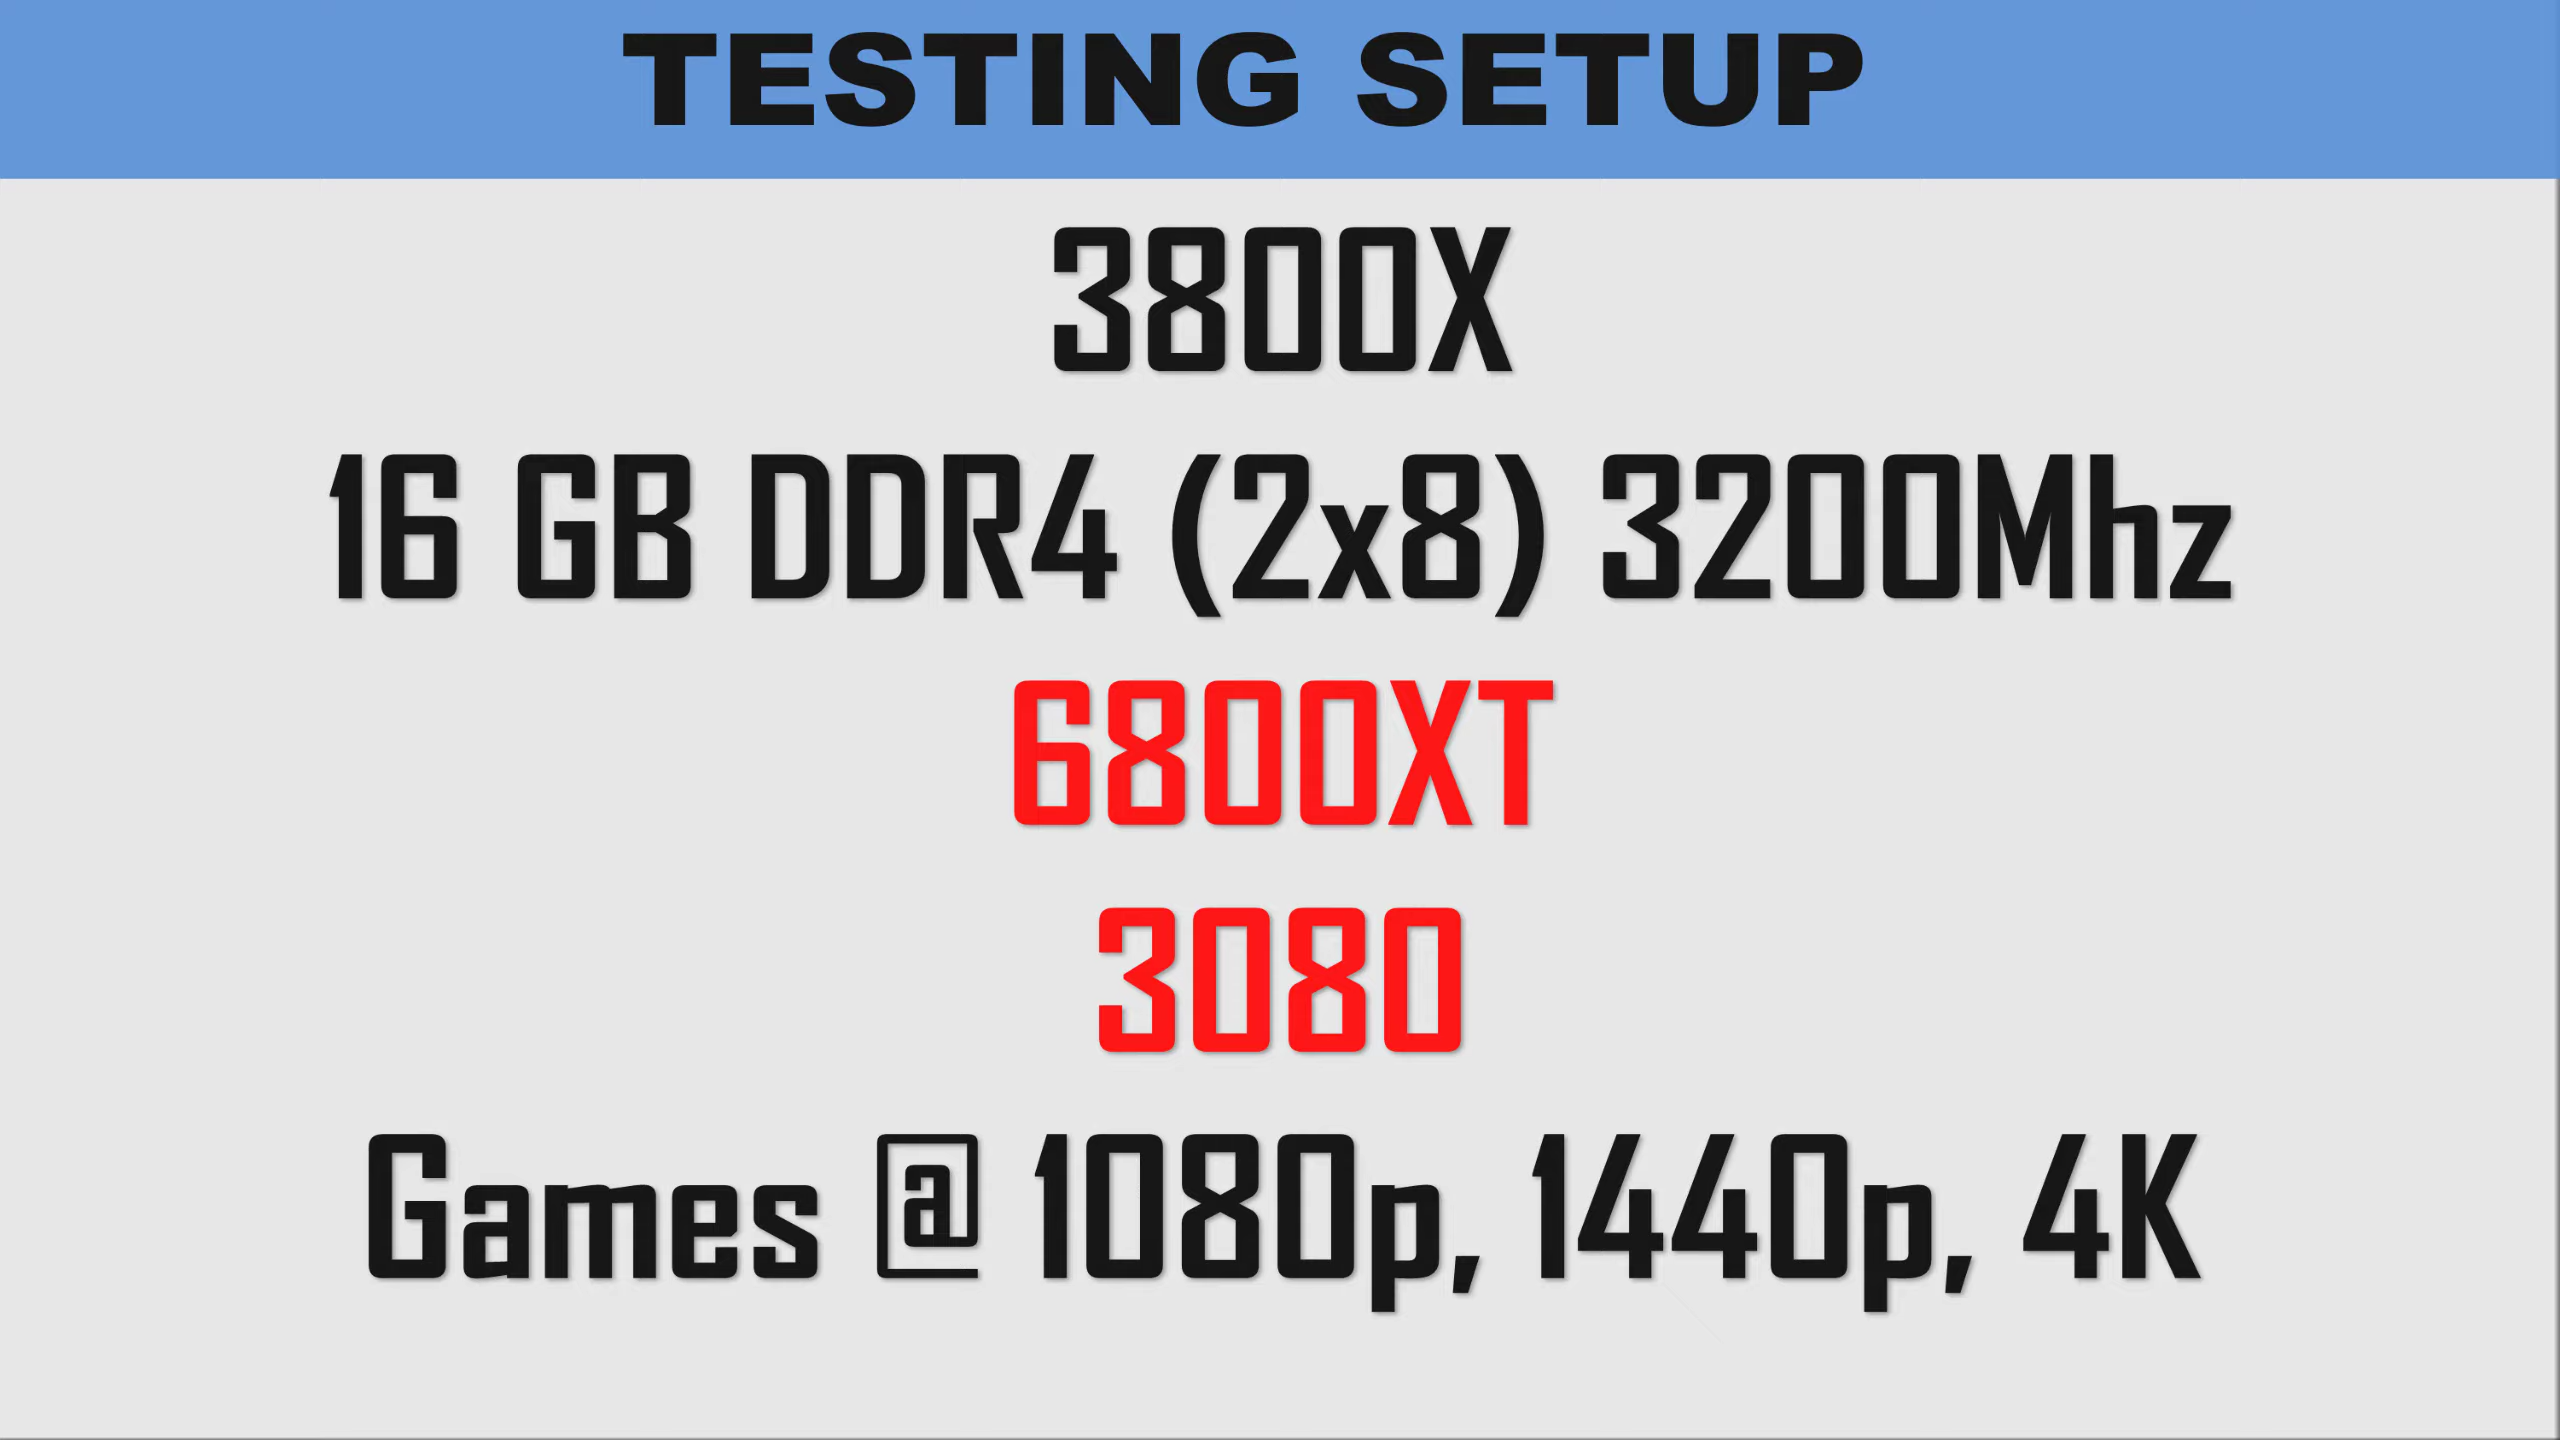 TESTING SETUP
3800X
16 GB DDR4 (2x8) 3200Mhz
6800XT
3080
Games @ 1080p, 1440p, 4K